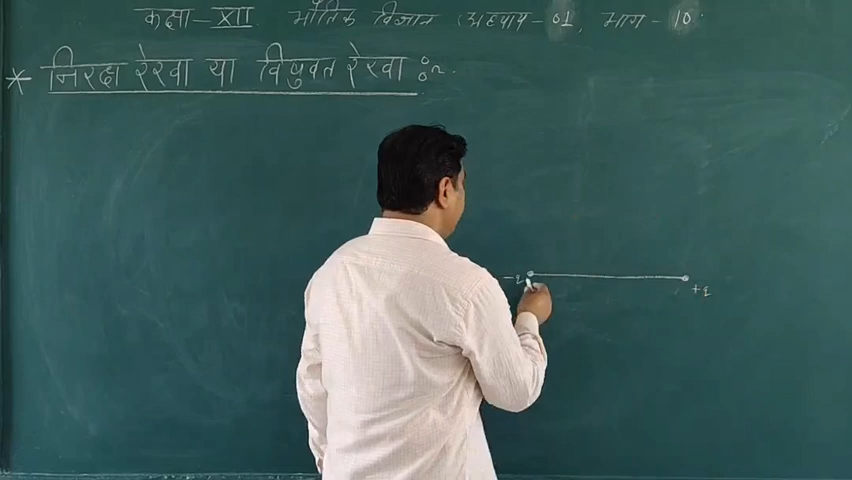 कक्षा - XII भौतिक विज्ञान अध्याय - 01, भाग - 10
* निरक्ष रेखा या विषुवत रेखा :~
-q +q